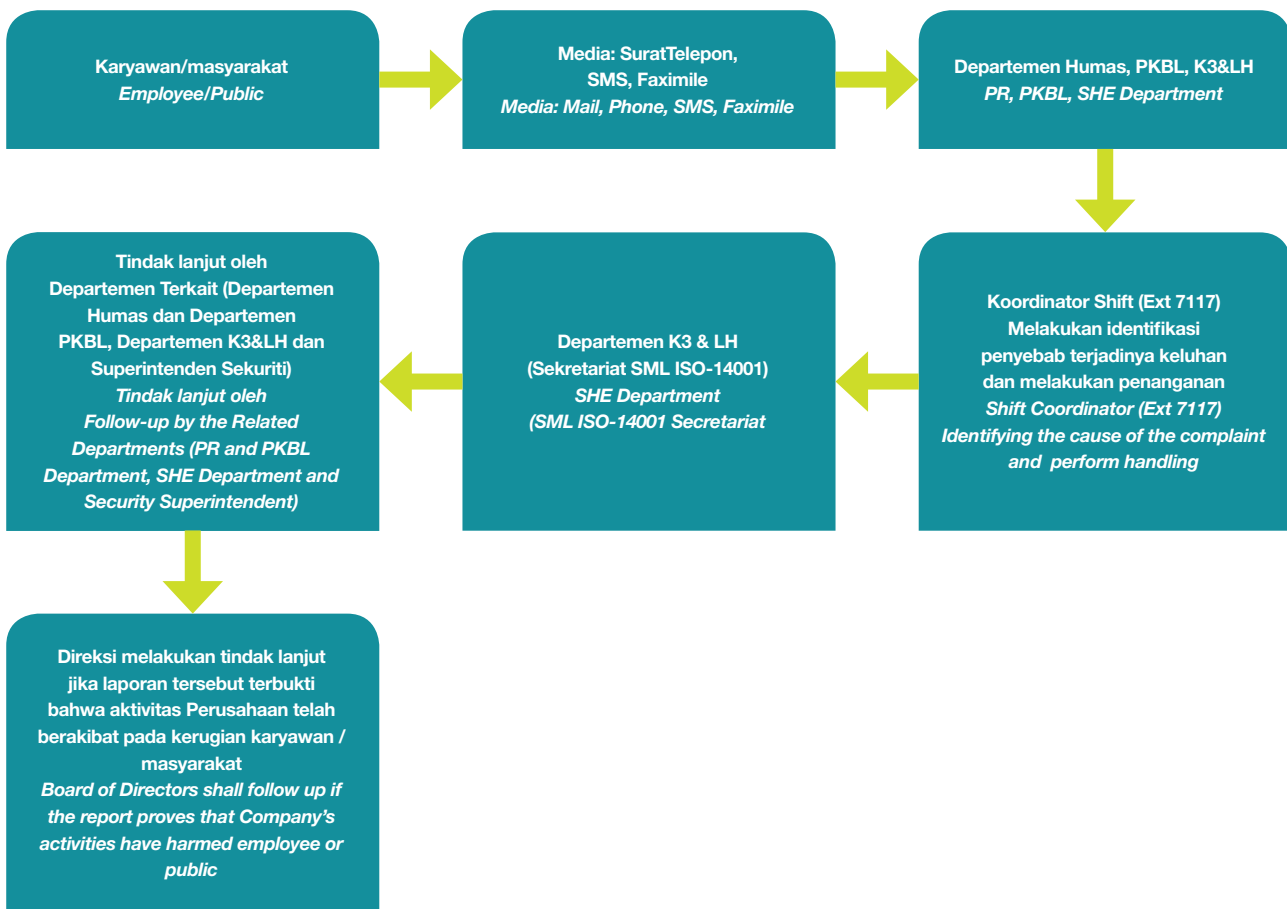 Karyawan/masyarakat
Employee/Public
Media: SuratTelepon,
SMS, Faximile
Media: Mail, Phone, SMS, Faximile
Departemen Humas, PKBL, K3&LH
PR, PKBL, SHE Department
Koordinator Shift (Ext 7117)
Melakukan identifikasi
penyebab terjadinya keluhan
dan melakukan penanganan
Shift Coordinator (Ext 7117)
Identifying the cause of the complaint
and perform handling
Departemen K3 & LH
(Sekretariat SML ISO-14001)
SHE Department
(SML ISO-14001 Secretariat
Tindak lanjut oleh
Departemen Terkait (Departemen
Humas dan Departemen
PKBL, Departemen K3&LH dan
Superintenden Sekuriti)
Tindak lanjut oleh
Follow-up by the Related
Departments (PR and PKBL
Department, SHE Department and
Security Superintendent)
Direksi melakukan tindak lanjut
jika laporan tersebut terbukti
bahwa aktivitas Perusahaan telah
berakibat pada kerugian karyawan /
masyarakat
Board of Directors shall follow up if
the report proves that Company's
activities have harmed employee or
public